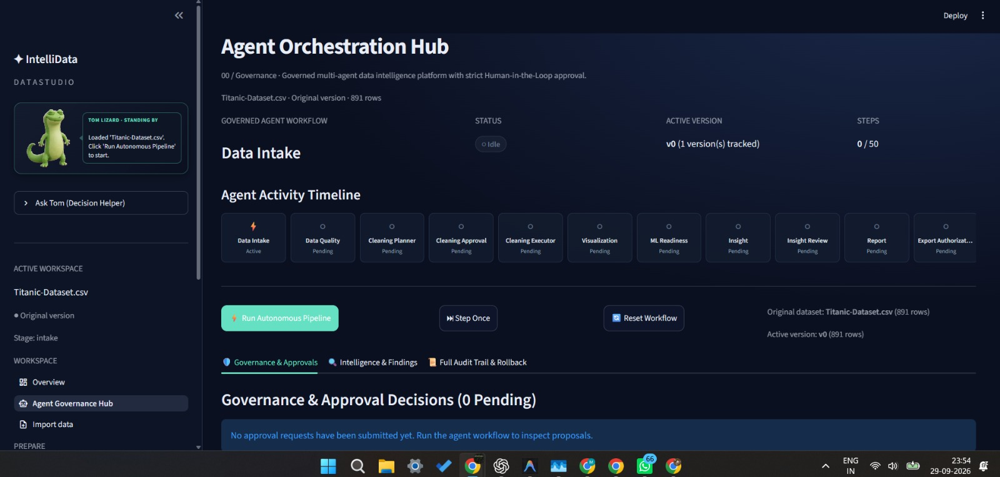 Deploy
IntelliData
DATASTUDIO
TOM LIZARD · STANDING BY
Loaded 'Titanic-Dataset.csv'.
Click 'Run Autonomous Pipeline'
to start.
Ask Tom (Decision Helper)
ACTIVE WORKSPACE
Titanic-Dataset.csv
Original version
Stage: intake
WORKSPACE
Overview
Agent Governance Hub
Import data
PREPARE
Agent Orchestration Hub
00 / Governance · Governed multi-agent data intelligence platform with strict Human-in-the-Loop approval.
Titanic-Dataset.csv · Original version · 891 rows
GOVERNED AGENT WORKFLOW
Data Intake
STATUS
Idle
ACTIVE VERSION
v0 (1 version(s) tracked)
STEPS
0 / 50
Agent Activity Timeline
Data Intake
Active
Data Quality
Pending
Cleaning Planner
Pending
Cleaning Approval
Pending
Cleaning Executor
Pending
Visualization
Pending
ML Readiness
Pending
Insight
Pending
Insight Review
Pending
Report
Pending
Export Authorizat...
Pending
Run Autonomous Pipeline
Step Once
Reset Workflow
Original dataset: Titanic-Dataset.csv (891 rows)
Active version: v0 (891 rows)
Governance & Approvals
Intelligence & Findings
Full Audit Trail & Rollback
Governance & Approval Decisions (0 Pending)
No approval requests have been submitted yet. Run the agent workflow to inspect proposals.
66
ENG
IN
23:54
29-09-2026